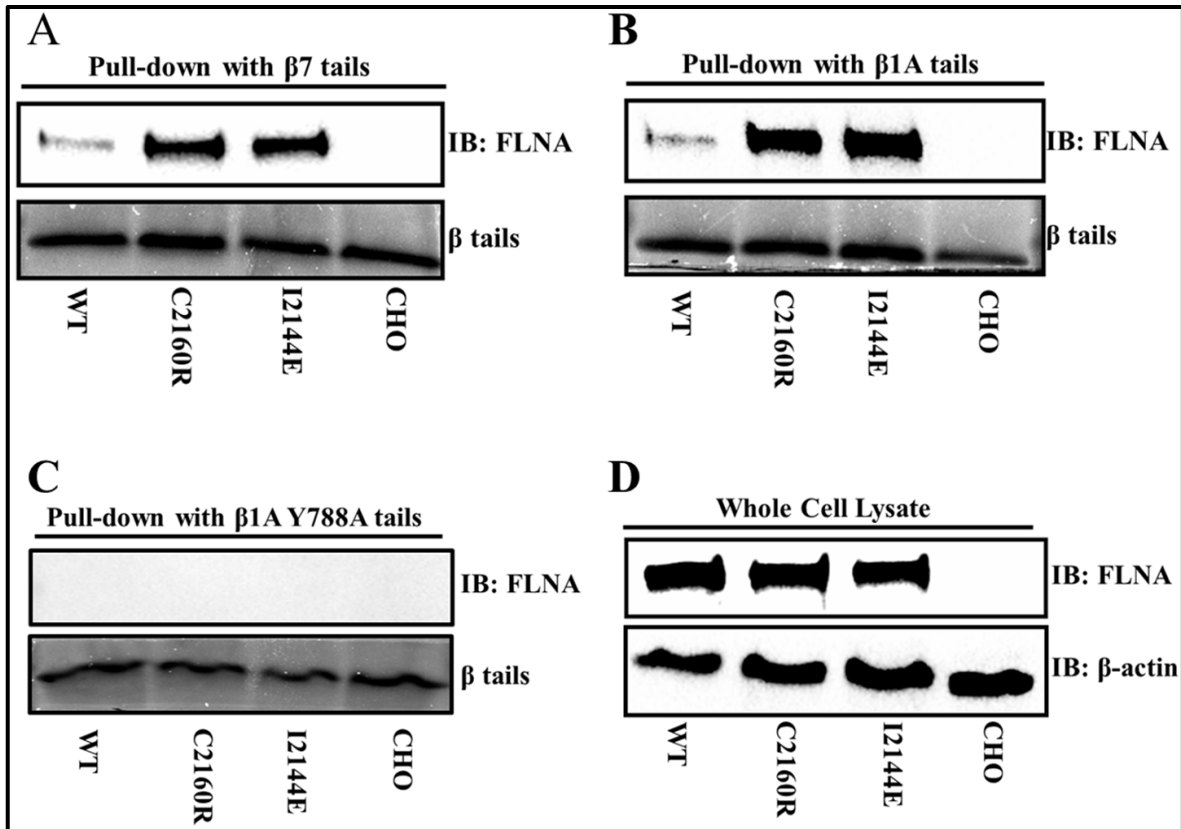 A
Pull-down with β7 tails
IB: FLNA
β tails
WT
C2160R
I2144E
CHO
B
Pull-down with β1A tails
IB: FLNA
β tails
WT
C2160R
I2144E
CHO
C
Pull-down with β1A Y788A tails
IB: FLNA
β tails
WT
C2160R
I2144E
CHO
D
Whole Cell Lysate
IB: FLNA
IB: β-actin
WT
C2160R
I2144E
CHO